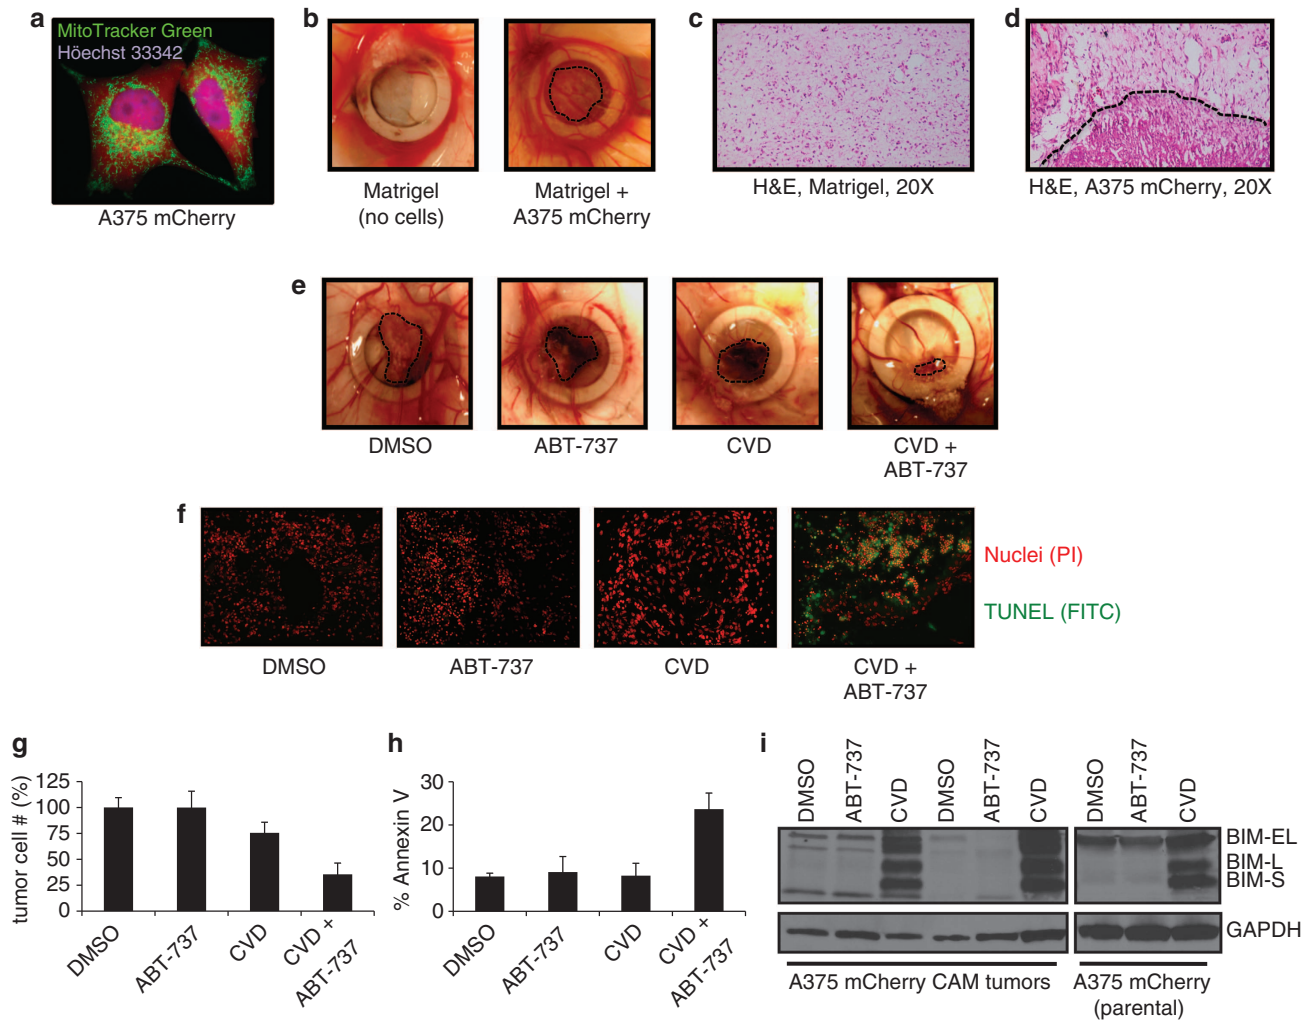 a
MitoTracker Green
Höechst 33342
A375 mCherry
b
Matrigel
(no cells)
Matrigel +
A375 mCherry
c
H&E, Matrigel, 20X
d
H&E, A375 mCherry, 20X
e
DMSO
ABT-737
CVD
CVD +
ABT-737
f
DMSO
ABT-737
CVD
CVD +
ABT-737
Nuclei (PI)
TUNEL (FITC)
g
tumor cell # (%)
125
100
75
50
25
0
DMSO
ABT-737
CVD
CVD +
ABT-737
h
% Annexin V
30
20
10
0
DMSO
ABT-737
CVD
CVD +
ABT-737
i
DMSO
ABT-737
CVD
DMSO
ABT-737
CVD
DMSO
ABT-737
CVD
BIM-EL
BIM-L
BIM-S
GAPDH
A375 mCherry CAM tumors
A375 mCherry
(parental)